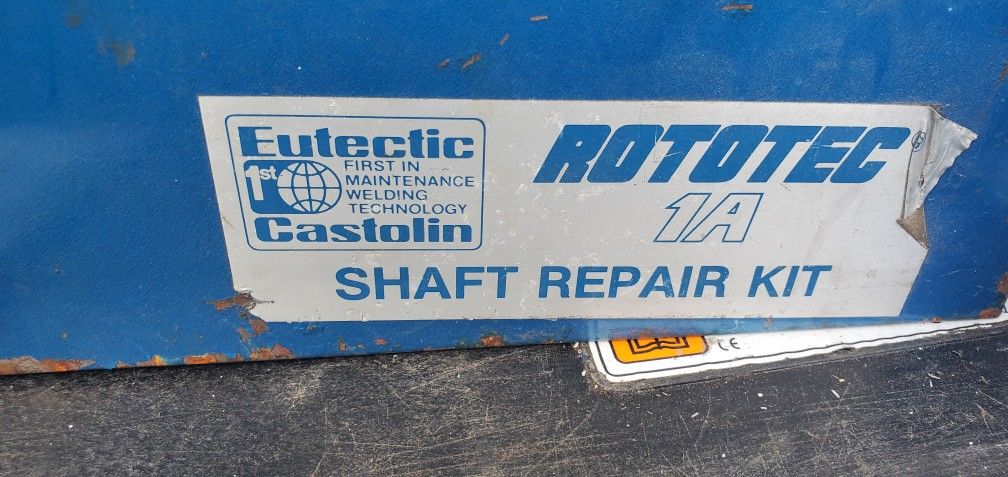 Eutectic
1st
FIRST IN
MAINTENANCE
WELDING
TECHNOLOGY
Castolin
ROTOTEC
1A
SHAFT REPAIR KIT
CE